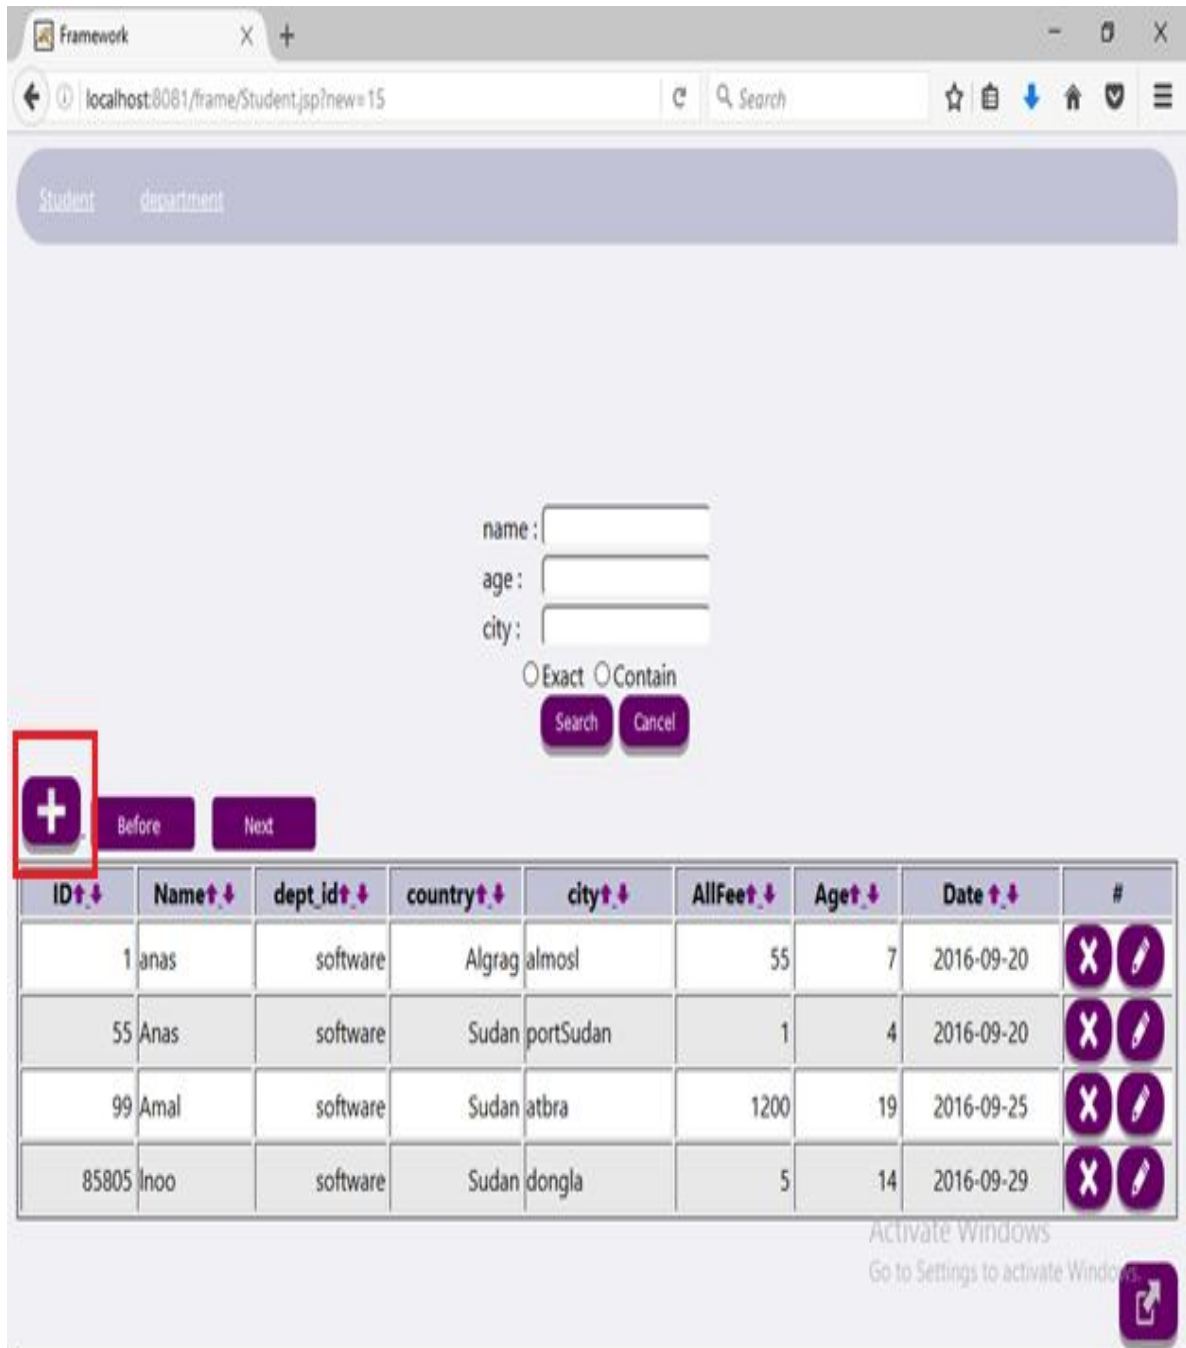 Framework
localhost:8081/frame/Student.jsp?new=15
Search
Student department
name :
age :
city :
Exact Contain
Search Cancel
Before Next
ID Name dept_id country city AllFee Age Date #
1 anas software Algrag almosl 55 7 2016-09-20
55 Anas software Sudan portSudan 1 4 2016-09-20
99 Amal software Sudan atbra 1200 19 2016-09-25
85805 lnoo software Sudan dongla 5 14 2016-09-29
Activate Windows
Go to Settings to activate Windows.